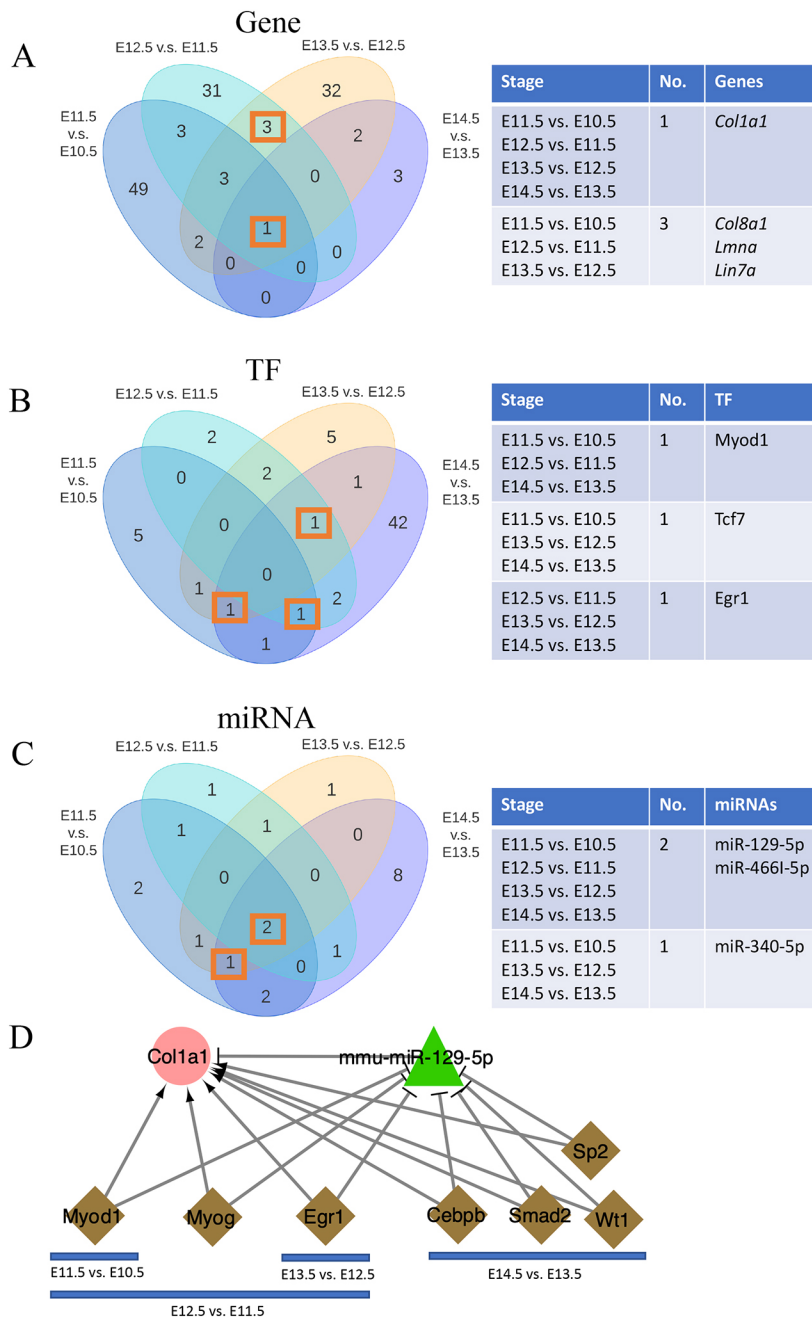 Gene
A
E12.5 v.s. E11.5
E13.5 v.s. E12.5
E11.5
v.s.
E10.5
E14.5
v.s.
E13.5
31
32
3
3
2
49
3
0
3
1
2
0
0
0
0
Stage No. Genes
E11.5 vs. E10.5 1 Col1a1
E12.5 vs. E11.5
E13.5 vs. E12.5
E14.5 vs. E13.5
E11.5 vs. E10.5 3 Col8a1
E12.5 vs. E11.5 Lmna
E13.5 vs. E12.5 Lin7a
TF
B
E12.5 v.s. E11.5
E13.5 v.s. E12.5
E11.5
v.s.
E10.5
E14.5
v.s.
E13.5
2
5
0
2
1
5
0
1
42
0
1
2
1
1
1
Stage No. TF
E11.5 vs. E10.5 1 Myod1
E12.5 vs. E11.5
E14.5 vs. E13.5
E11.5 vs. E10.5 1 Tcf7
E13.5 vs. E12.5
E14.5 vs. E13.5
E12.5 vs. E11.5 1 Egr1
E13.5 vs. E12.5
E14.5 vs. E13.5
miRNA
C
E12.5 v.s. E11.5
E13.5 v.s. E12.5
E11.5
v.s.
E10.5
E14.5
v.s.
E13.5
1
1
1
1
0
2
0
0
8
2
1
1
1
0
2
Stage No. miRNAs
E11.5 vs. E10.5 2 miR-129-5p
E12.5 vs. E11.5 miR-466I-5p
E13.5 vs. E12.5
E14.5 vs. E13.5
E11.5 vs. E10.5 1 miR-340-5p
E13.5 vs. E12.5
E14.5 vs. E13.5
D
Col1a1
mmu-miR-129-5p
Sp2
Myod1
Myog
Egr1
Cebpb
Smad2
Wt1
E11.5 vs. E10.5
E13.5 vs. E12.5
E14.5 vs. E13.5
E12.5 vs. E11.5